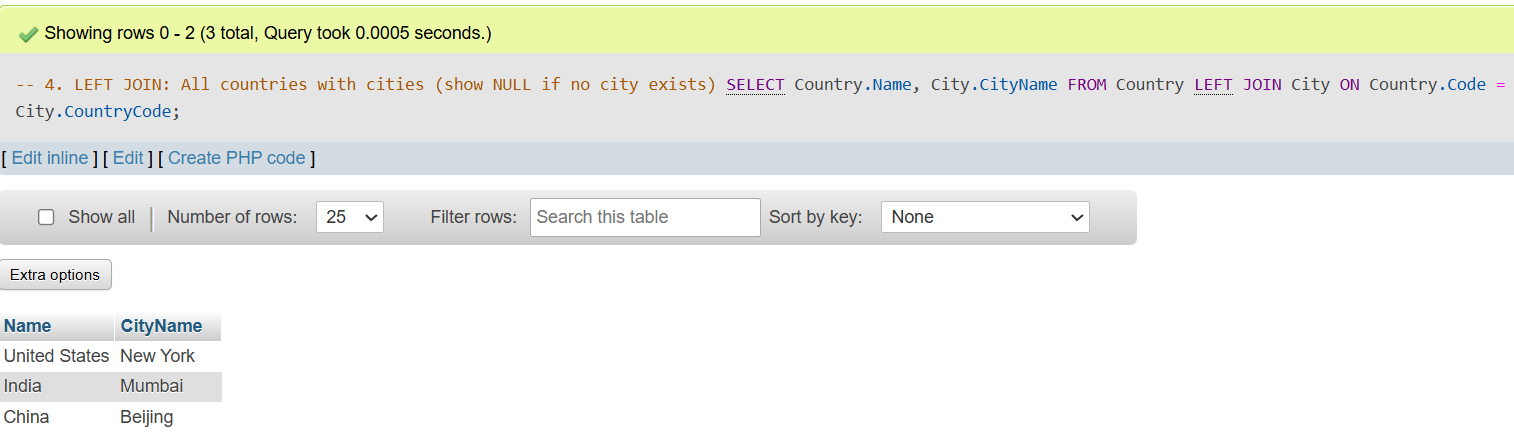 Showing rows 0 - 2 (3 total, Query took 0.0005 seconds.)
-- 4. LEFT JOIN: All countries with cities (show NULL if no city exists) SELECT Country.Name, City.CityName FROM Country LEFT JOIN City ON Country.Code =
City.CountryCode;
[ Edit inline ] [ Edit ] [ Create PHP code ]
Show all | Number of rows: 25 Filter rows: Search this table Sort by key: None
Extra options
Name CityName
United States New York
India Mumbai
China Beijing